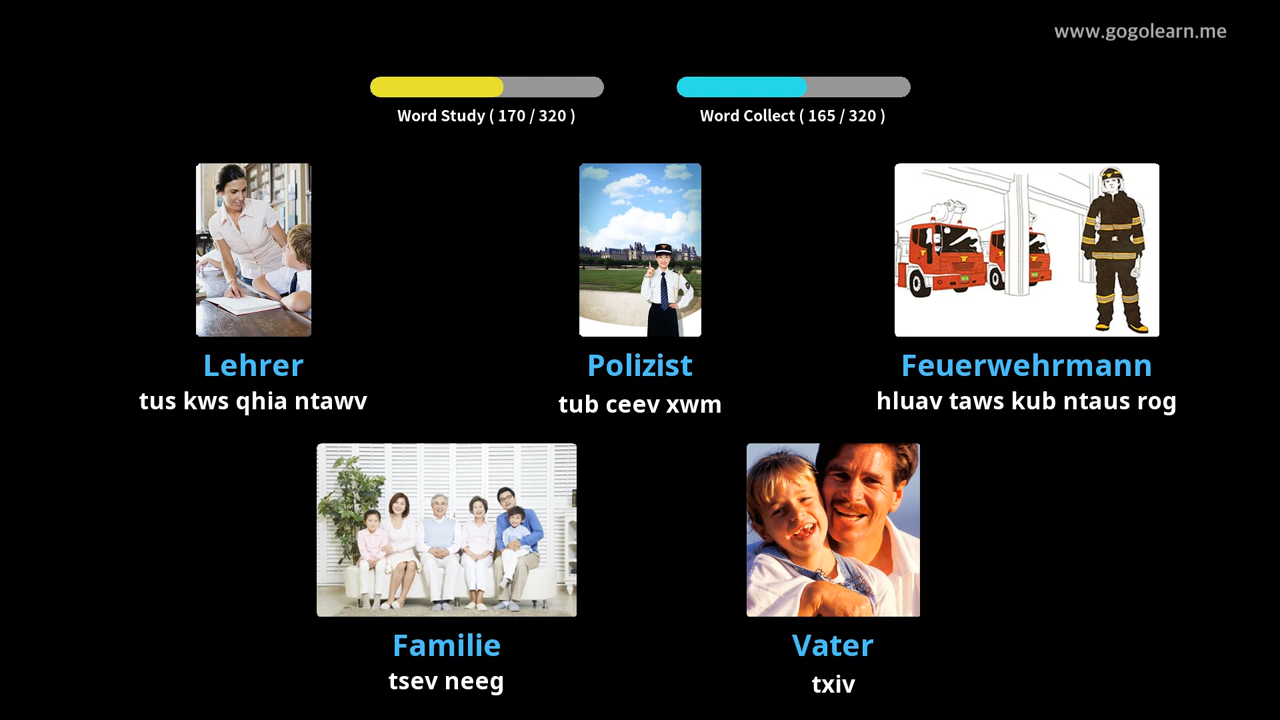 www.gogolearn.me
Word Study ( 170 / 320 )
Word Collect ( 165 / 320 )
Lehrer
tus kws qhia ntawv
Polizist
tub ceev xwm
Feuerwehrmann
hluav taws kub ntaus rog
Familie
tsev neeg
Vater
txiv